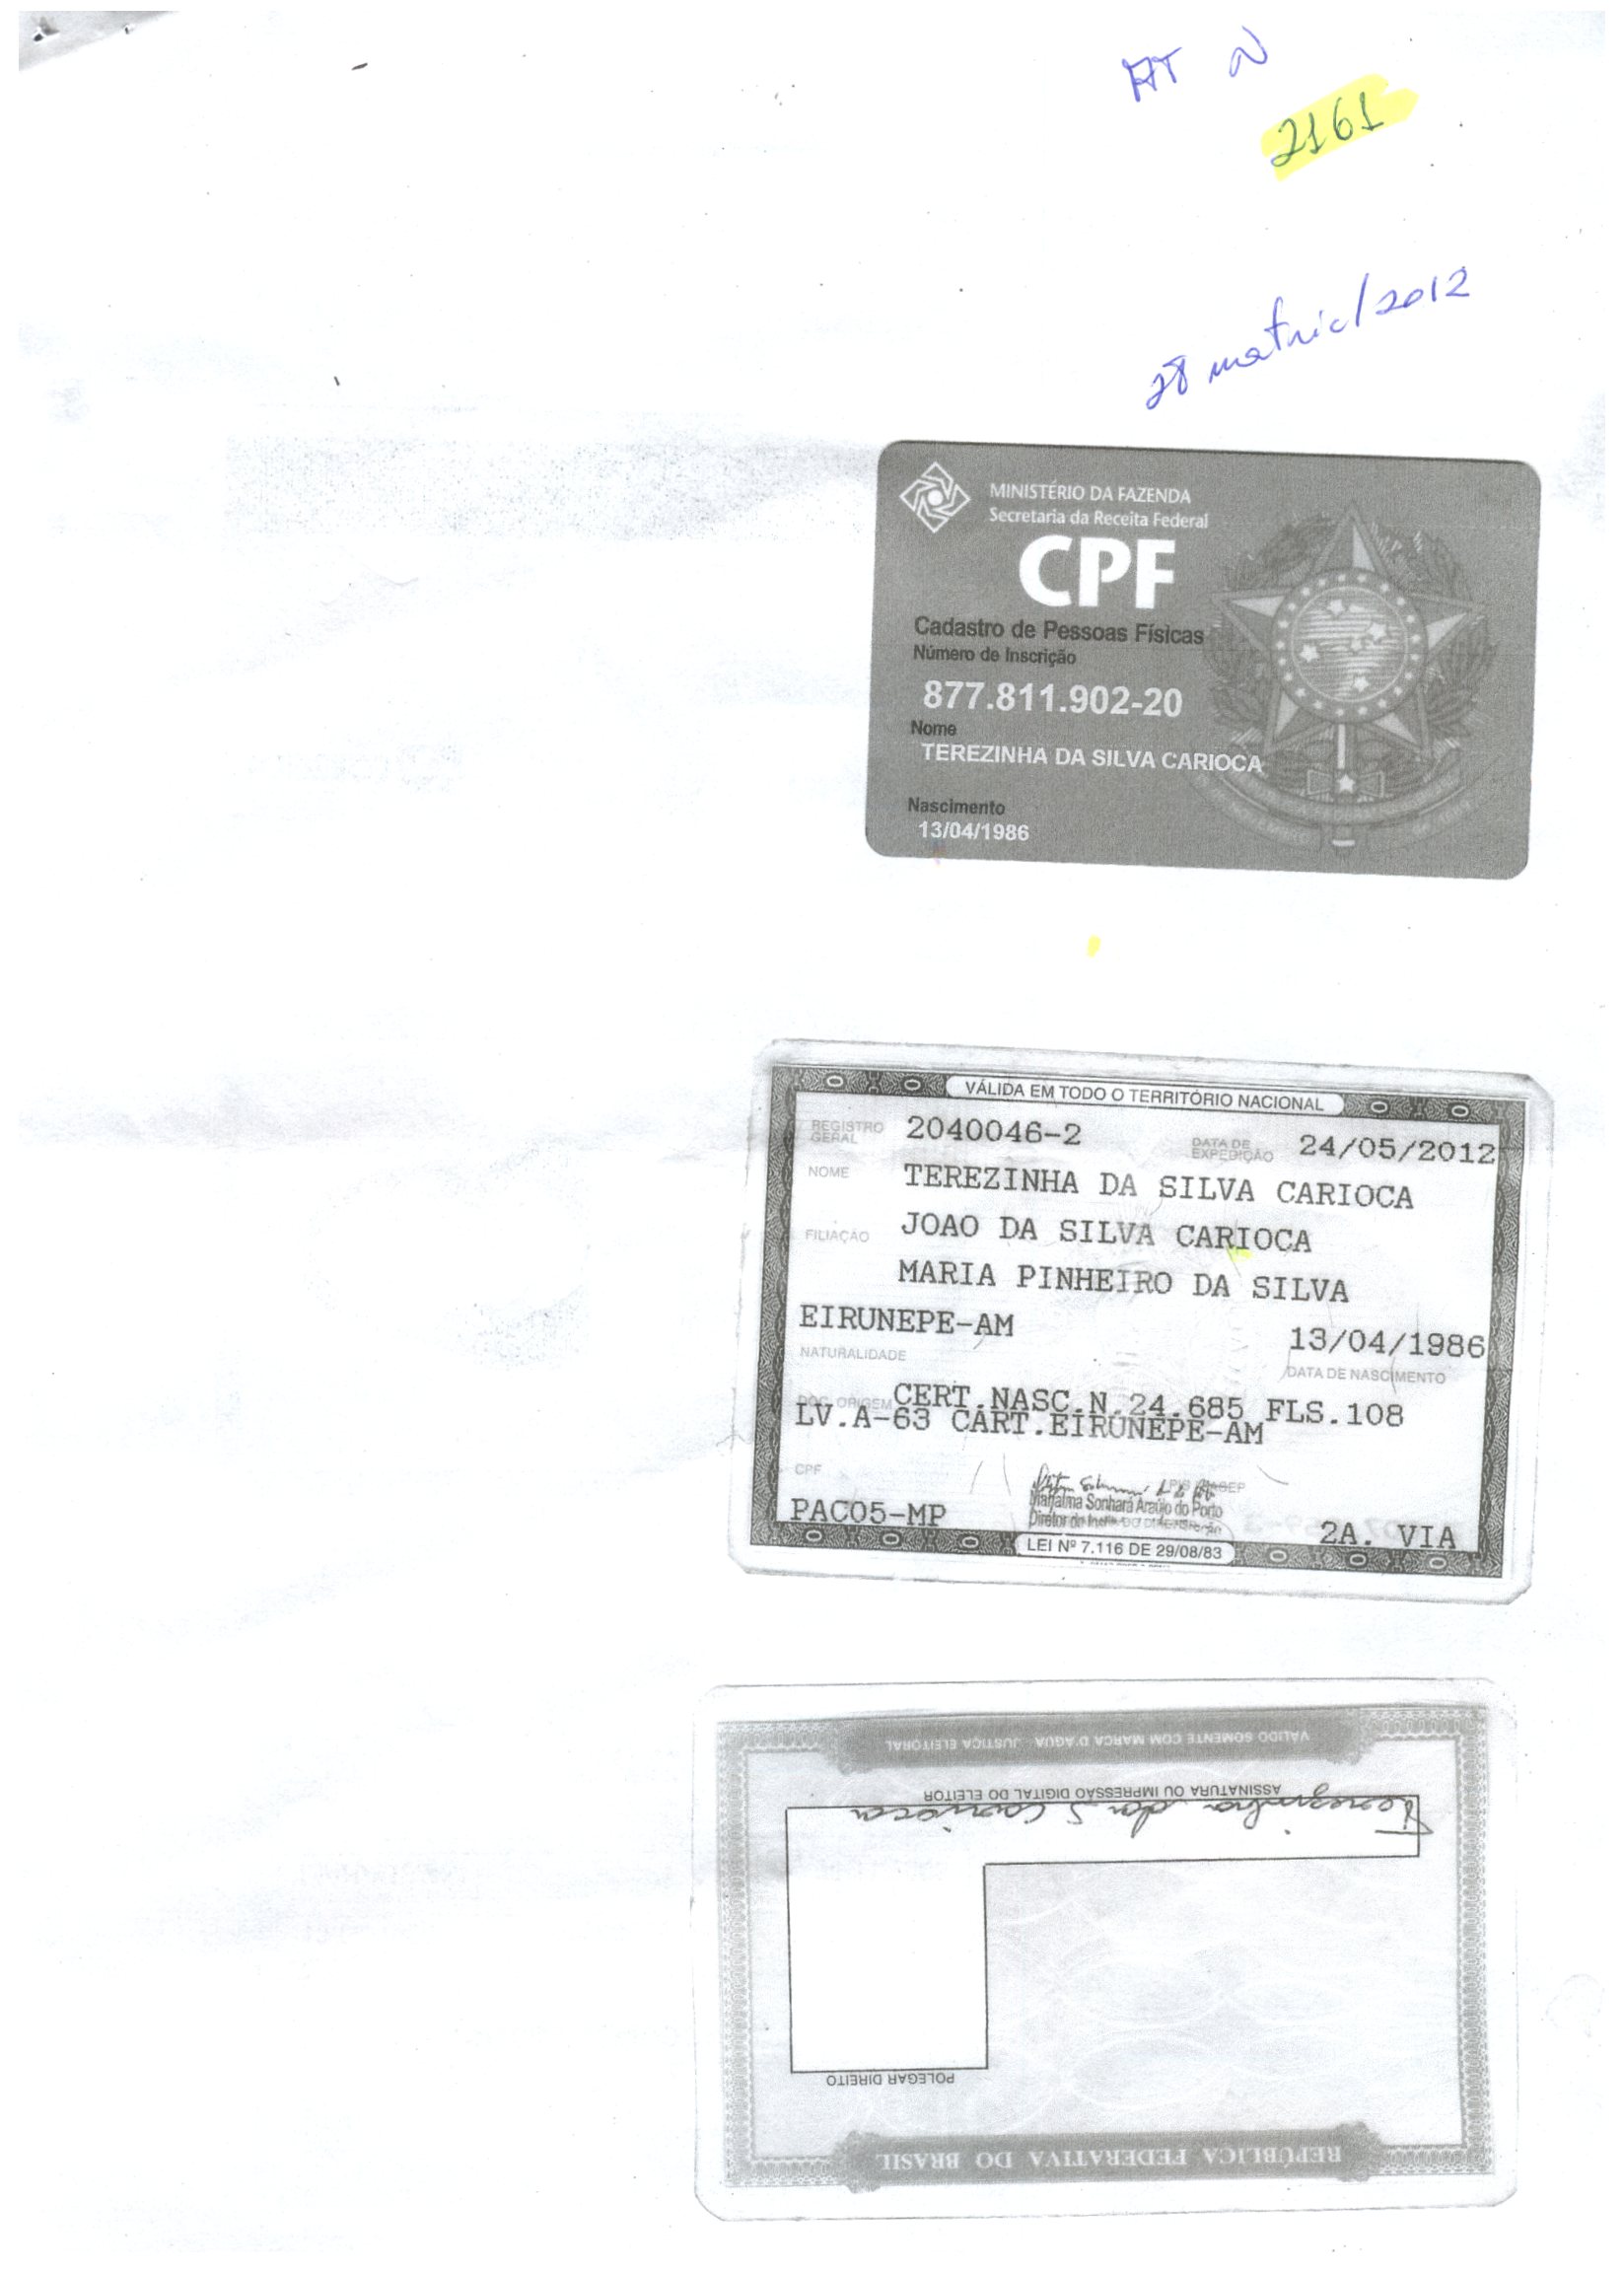 AT N
2161
28 matric/2012
MINISTÉRIO DA FAZENDA
Secretaria da Receita Federal
CPF
Cadastro de Pessoas Físicas
Número de Inscrição
877.811.902-20
Nome
TEREZINHA DA SILVA CARIOCA
Nascimento
13/04/1986
VÁLIDA EM TODO O TERRITÓRIO NACIONAL
REGISTRO GERAL 2040046-2 DATA DE EXPEDIÇÃO 24/05/2012
NOME TEREZINHA DA SILVA CARIOCA
FILIAÇÃO JOAO DA SILVA CARIOCA
MARIA PINHEIRO DA SILVA
EIRUNEPE-AM 13/04/1986
NATURALIDADE DATA DE NASCIMENTO
DOC. ORIGEM CERT.NASC.N.24.685 FLS.108
LV.A-63 CART.EIRUNEPE-AM
CPF
Sonhará Araújo do Porto
Diretor do
PAC05-MP 2A. VIA
LEI Nº 7.116 DE 29/08/83
VALIDO SOMENTE COM MARCA D'AGUA JUSTIÇA ELEITORAL
ASSINATURA OU IMPRESSÃO DIGITAL DO ELEITOR
Terezinha da S Carioca
POLEGAR DIREITO
REPÚBLICA FEDERATIVA DO BRASIL